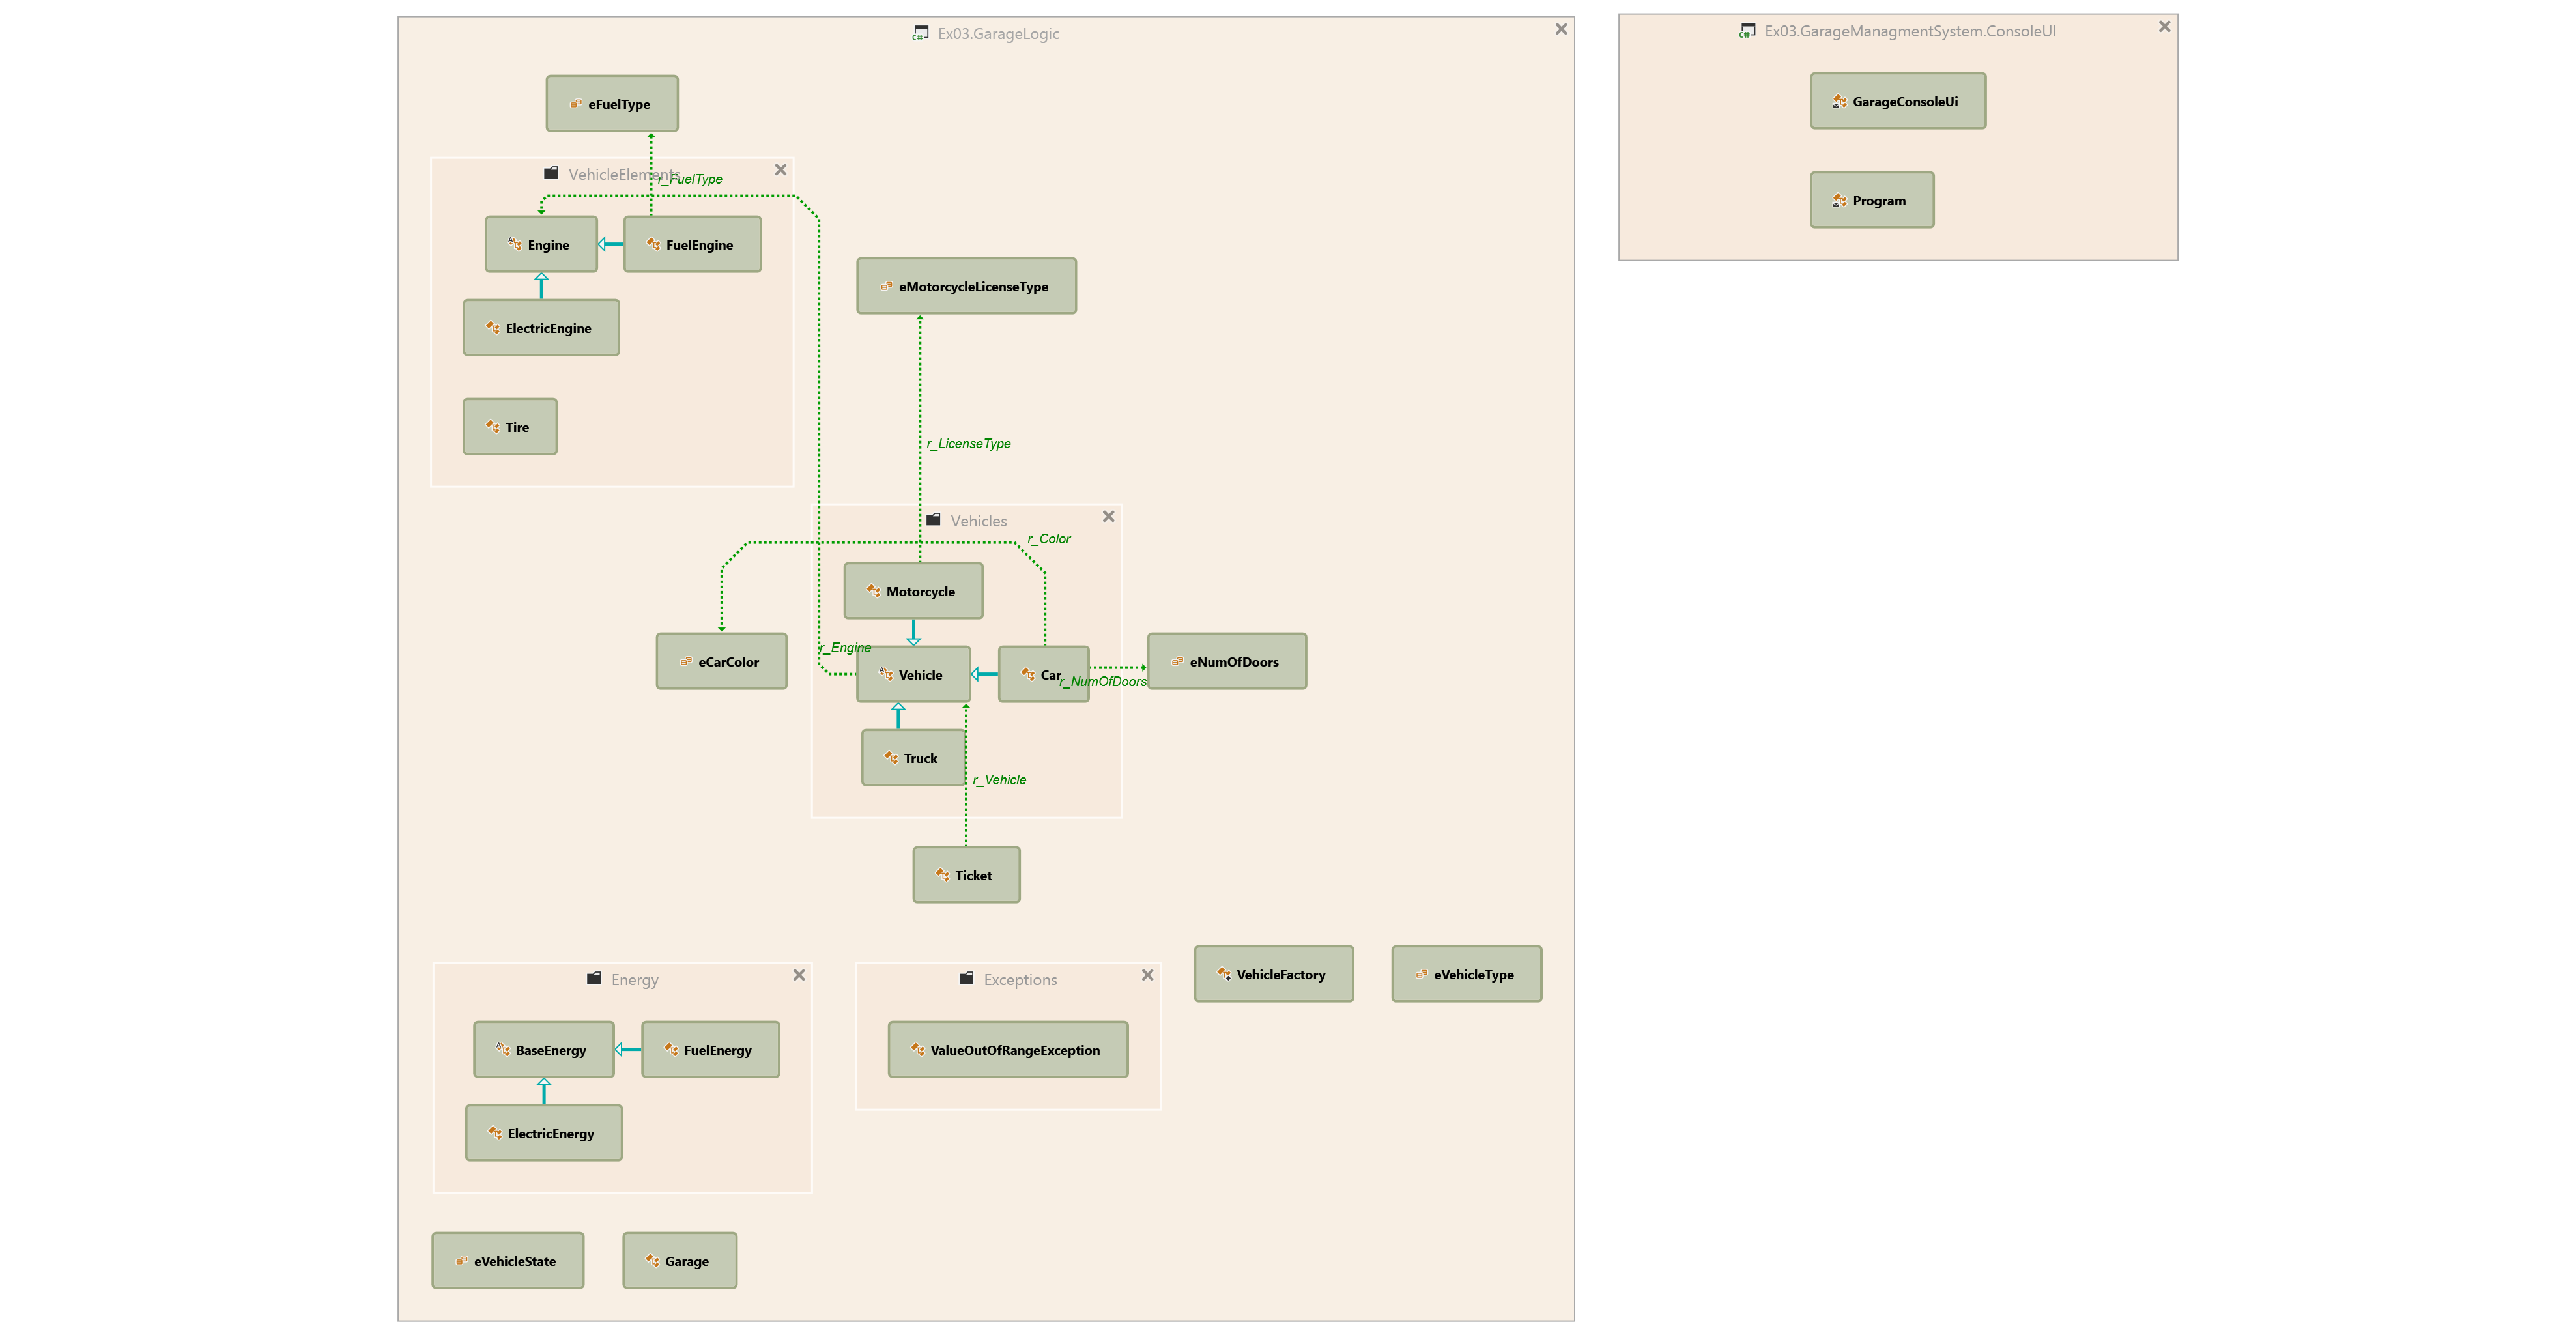 Ex03.GarageLogic
Ex03.GarageManagmentSystem.ConsoleUI
eFuelType
GarageConsoleUi
VehicleElements
r_FuelType
Program
Engine
FuelEngine
eMotorcycleLicenseType
ElectricEngine
Tire
r_LicenseType
Vehicles
r_Color
Motorcycle
r_Engine
eCarColor
Vehicle
Car
r_NumOfDoors
eNumOfDoors
Truck
r_Vehicle
Ticket
Energy
Exceptions
VehicleFactory
eVehicleType
BaseEnergy
FuelEnergy
ValueOutOfRangeException
ElectricEnergy
eVehicleState
Garage